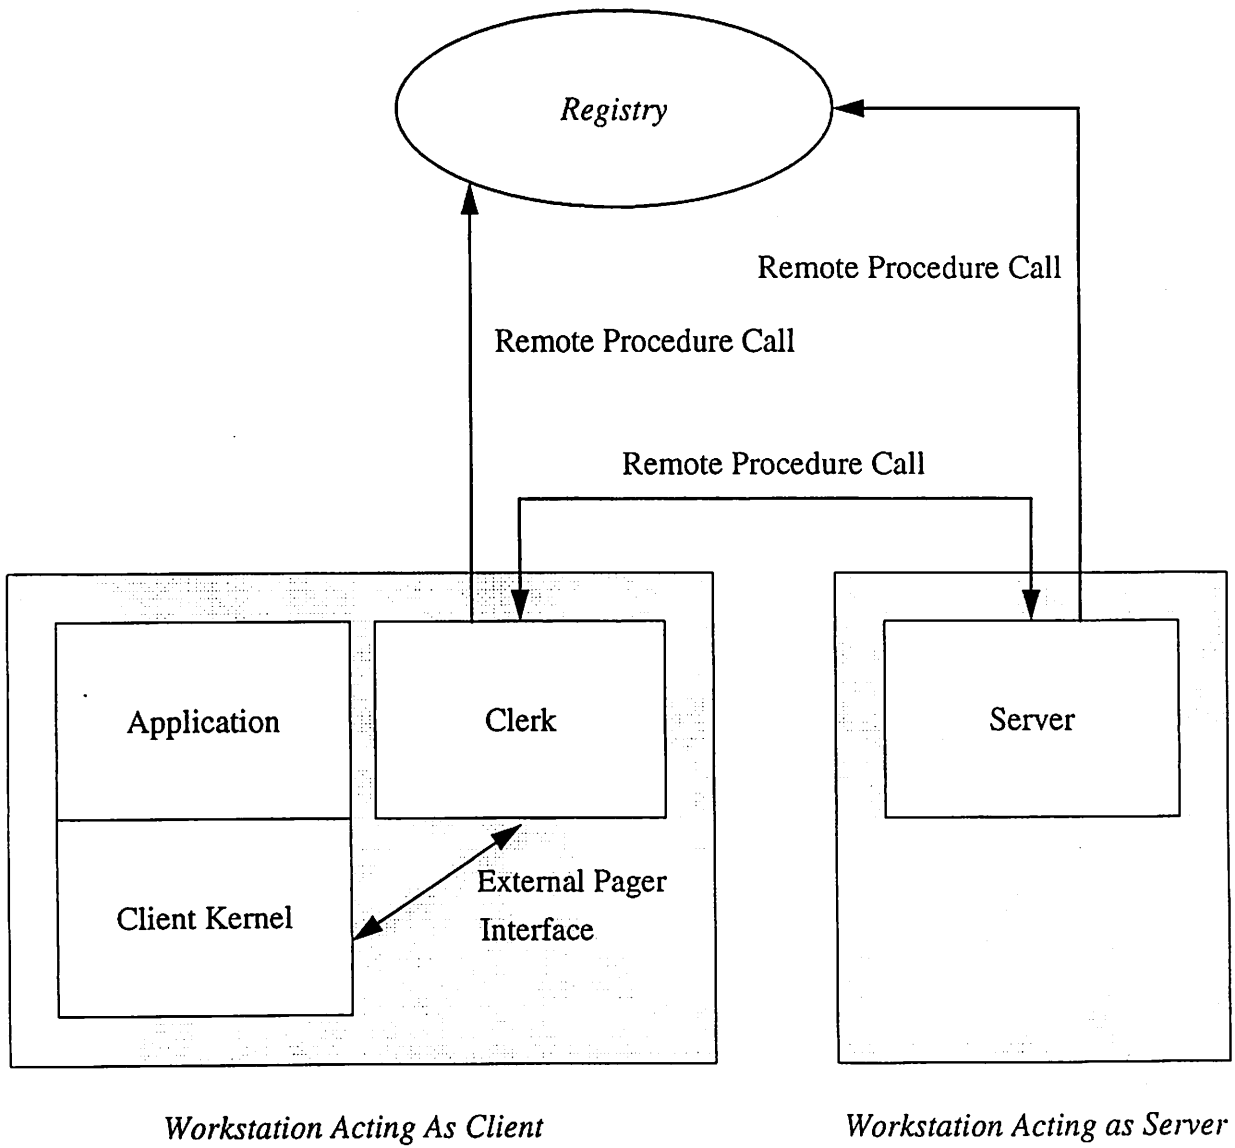 Registry
Remote Procedure Call
Remote Procedure Call
Remote Procedure Call
Application
Clerk
Server
Client Kernel
External Pager
Interface
Workstation Acting As Client
Workstation Acting as Server